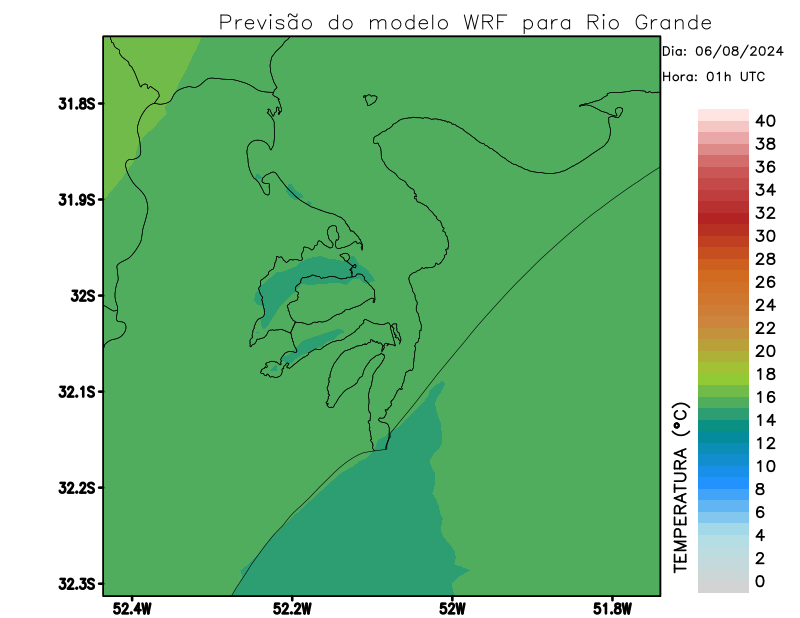 Previsão do modelo WRF para Rio Grande
Dia: 06/08/2024
Hora: 01h UTC
31.8S
31.9S
32S
32.1S
32.2S
32.3S
52.4W
52.2W
52W
51.8W
TEMPERATURA (°C)
40
38
36
34
32
30
28
26
24
22
20
18
16
14
12
10
8
6
4
2
0